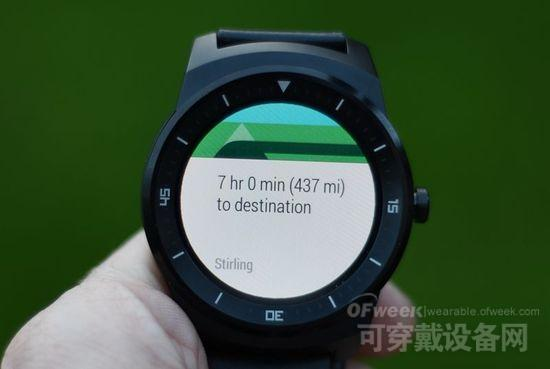 7 hr 0 min (437 mi)
to destination
Stirling
45
15
30
OFweek|wearable.ofweek.com
可穿戴设备网